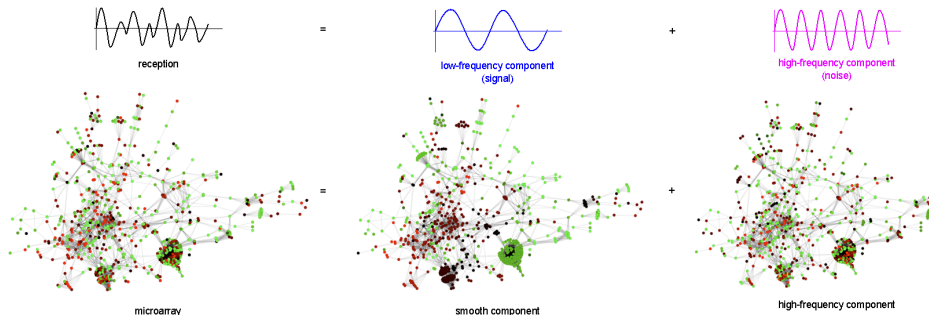 reception
=
low-frequency component
(signal)
+
high-frequency component
(noise)
microarray
=
smooth component
+
high-frequency component